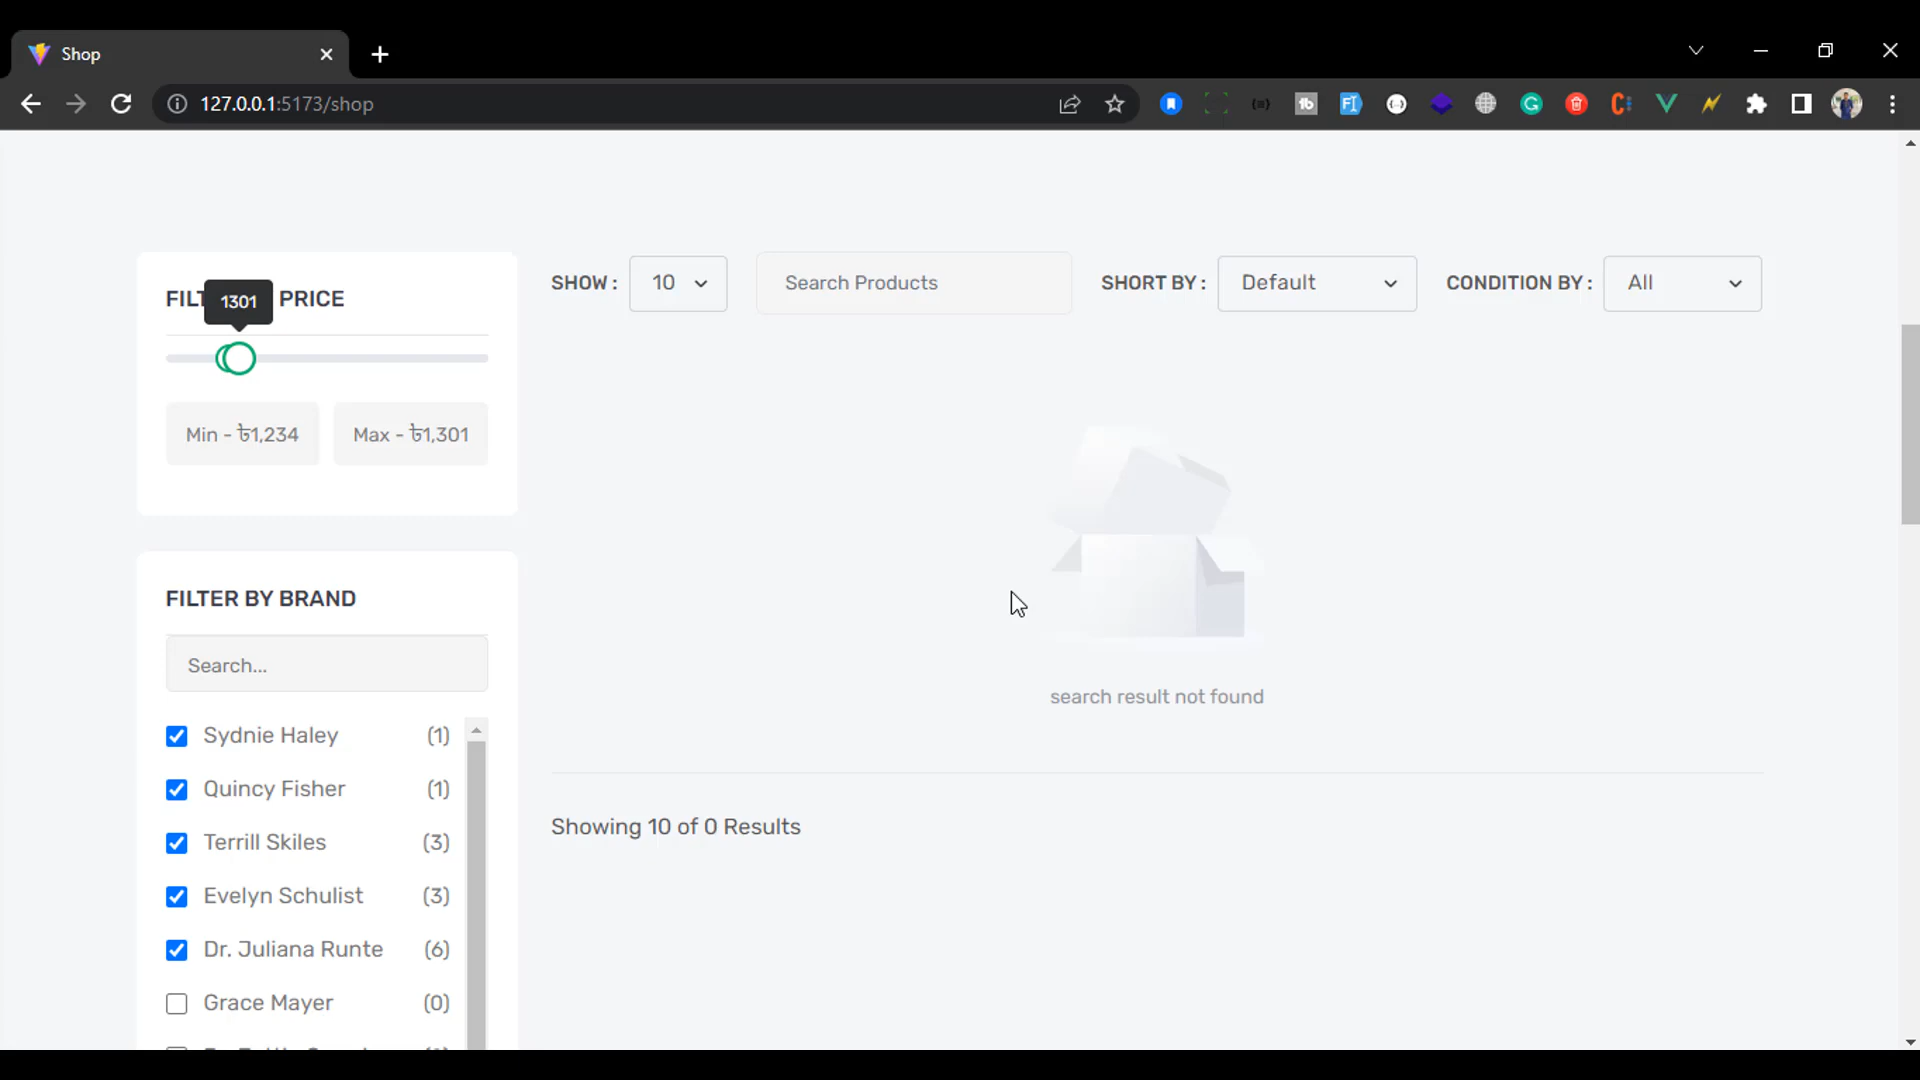 Shop
127.0.0.1:5173/shop
FILT PRICE
1301
Min - ৳1,234
Max - ৳1,301
FILTER BY BRAND
Search...
Sydnie Haley (1)
Quincy Fisher (1)
Terrill Skiles (3)
Evelyn Schulist (3)
Dr. Juliana Runte (6)
Grace Mayer (0)
SHOW : 10
Search Products
SHORT BY : Default
CONDITION BY : All
search result not found
Showing 10 of 0 Results